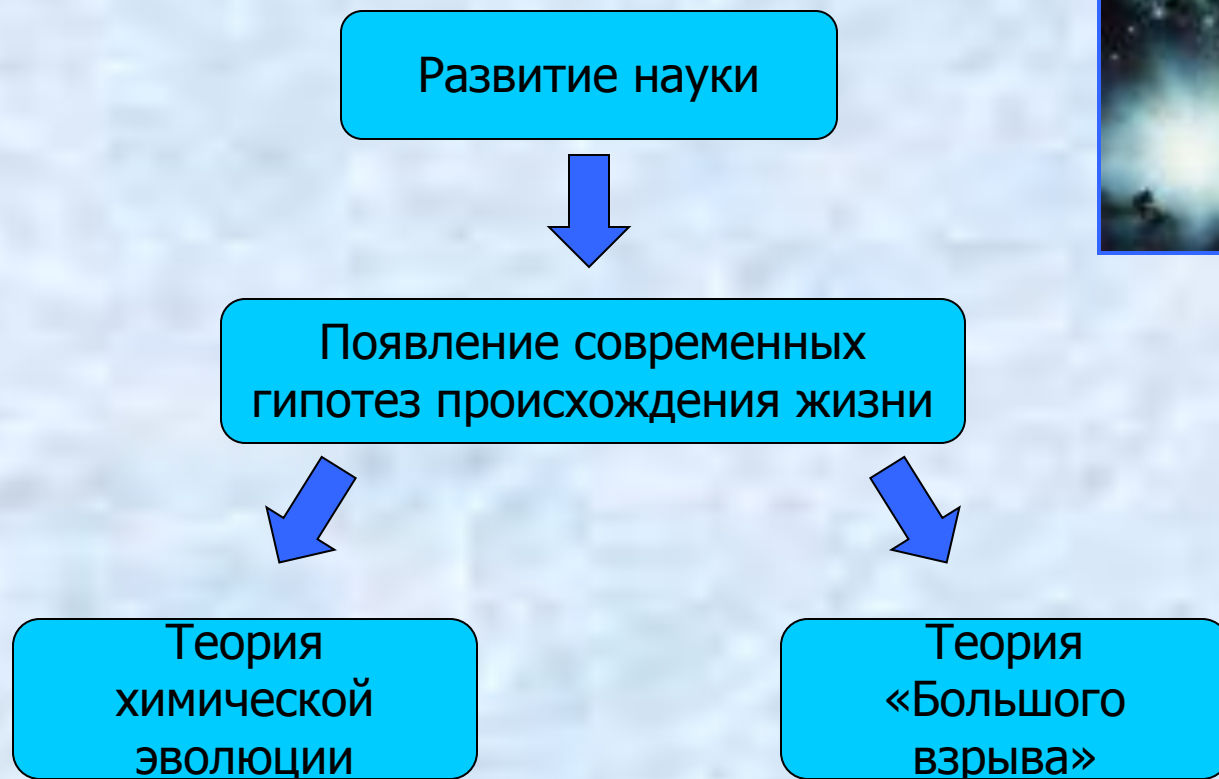 Развитие науки
Появление современных
гипотез происхождения жизни
Теория
химической
эволюции
Теория
«Большого
взрыва»